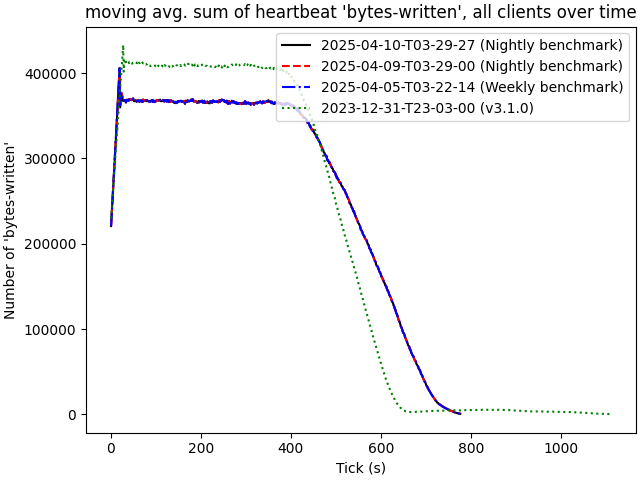 moving avg. sum of heartbeat 'bytes-written', all clients over time
2025-04-10-T03-29-27 (Nightly benchmark)
2025-04-09-T03-29-00 (Nightly benchmark)
2025-04-05-T03-22-14 (Weekly benchmark)
2023-12-31-T23-03-00 (v3.1.0)
Number of 'bytes-written'
400000
300000
200000
100000
0
0 200 400 600 800 1000
Tick (s)